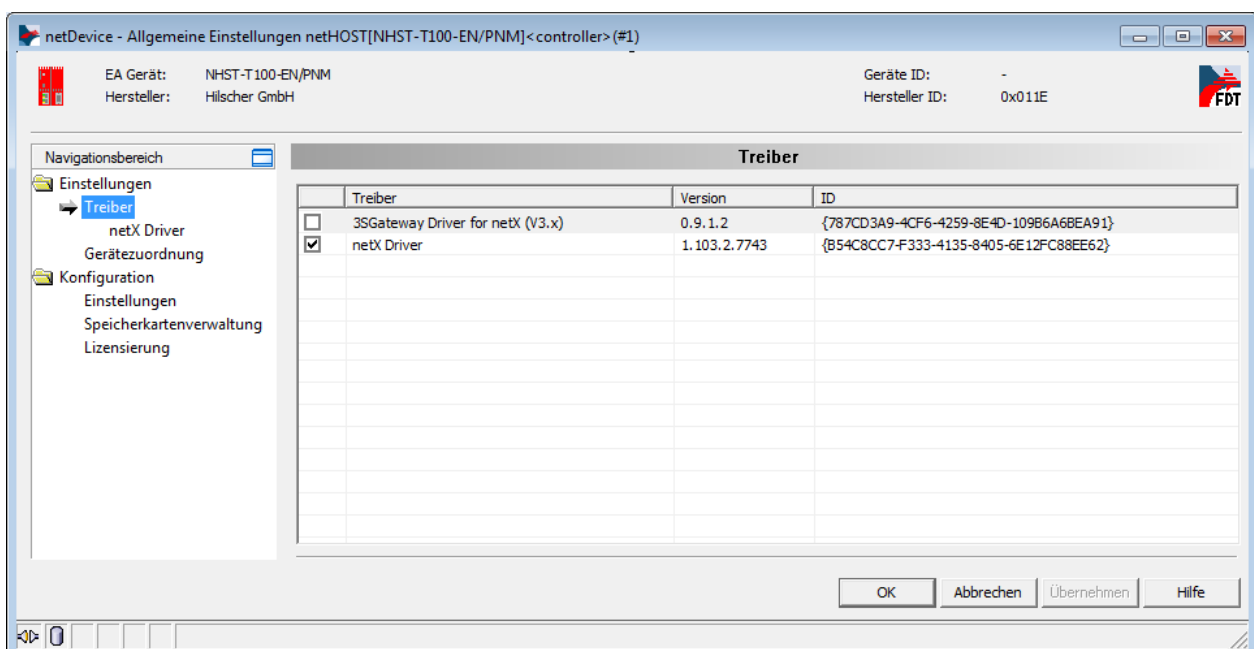 netDevice - Allgemeine Einstellungen netHOST[NHST-T100-EN/PNM]<controller>(#1)
EA Gerät: NHST-T100-EN/PNM Geräte ID: -
Hersteller: Hilscher GmbH Hersteller ID: 0x011E
FDT
Navigationsbereich
Treiber
Einstellungen
Treiber
netX Driver
Gerätezuordnung
Konfiguration
Einstellungen
Speicherkartenverwaltung
Lizensierung
Treiber Version ID
3SGateway Driver for netX (V3.x) 0.9.1.2 {787CD3A9-4CF6-4259-8E4D-109B6A6BEA91}
netX Driver 1.103.2.7743 {B54C8CC7-F333-4135-8405-6E12FC88EE62}
OK Abbrechen Übernehmen Hilfe